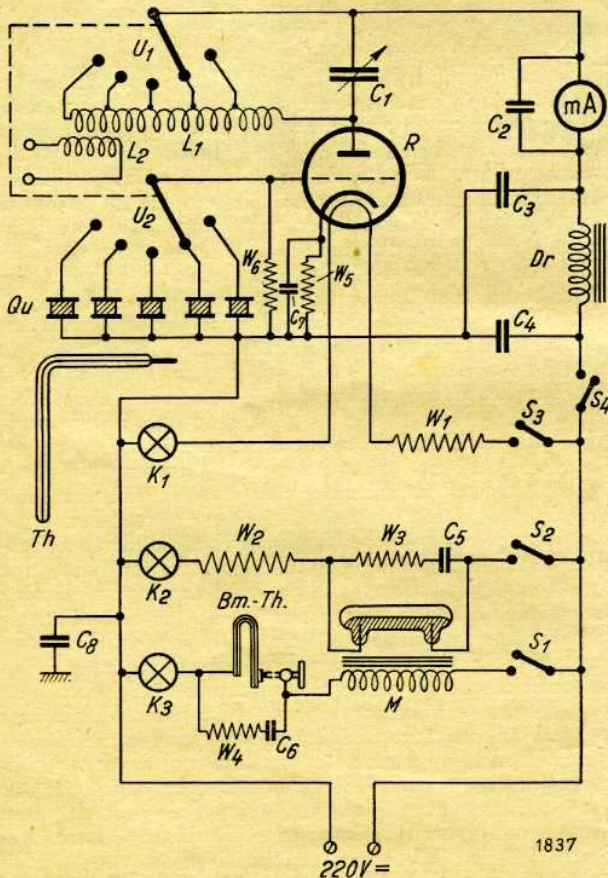 U1
C1
mA
C2
L1
L2
R
U2
C3
W6
C7
W5
Dr
Qu
C4
S4
K1
W1
S3
Th
K2
W2
W3
C5
S2
Bm.-Th.
C8
K3
W4
C6
M
S1
220V=
1837